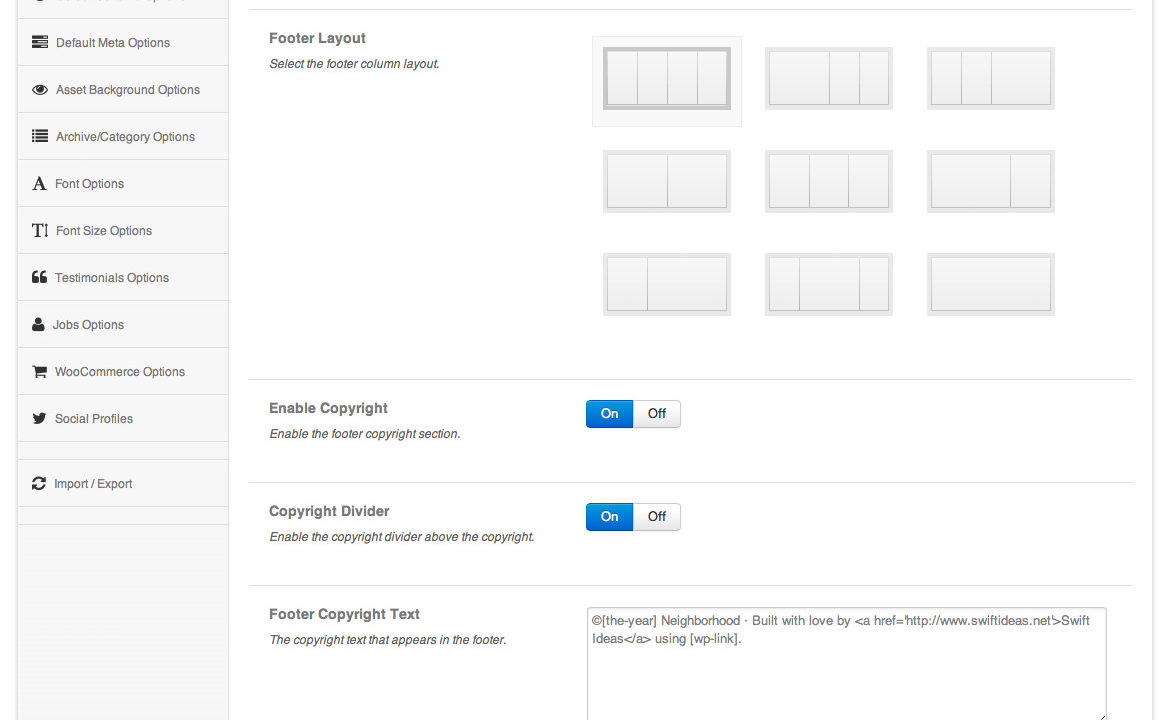 Default Meta Options
Asset Background Options
Archive/Category Options
Font Options
Font Size Options
Testimonials Options
Jobs Options
WooCommerce Options
Social Profiles
Import / Export
Footer Layout
Select the footer column layout.
Enable Copyright
Enable the footer copyright section.
On Off
Copyright Divider
Enable the copyright divider above the copyright.
On Off
Footer Copyright Text
The copyright text that appears in the footer.
©[the-year] Neighborhood · Built with love by <a href='http://www.swiftideas.net'>Swift
Ideas</a> using [wp-link].